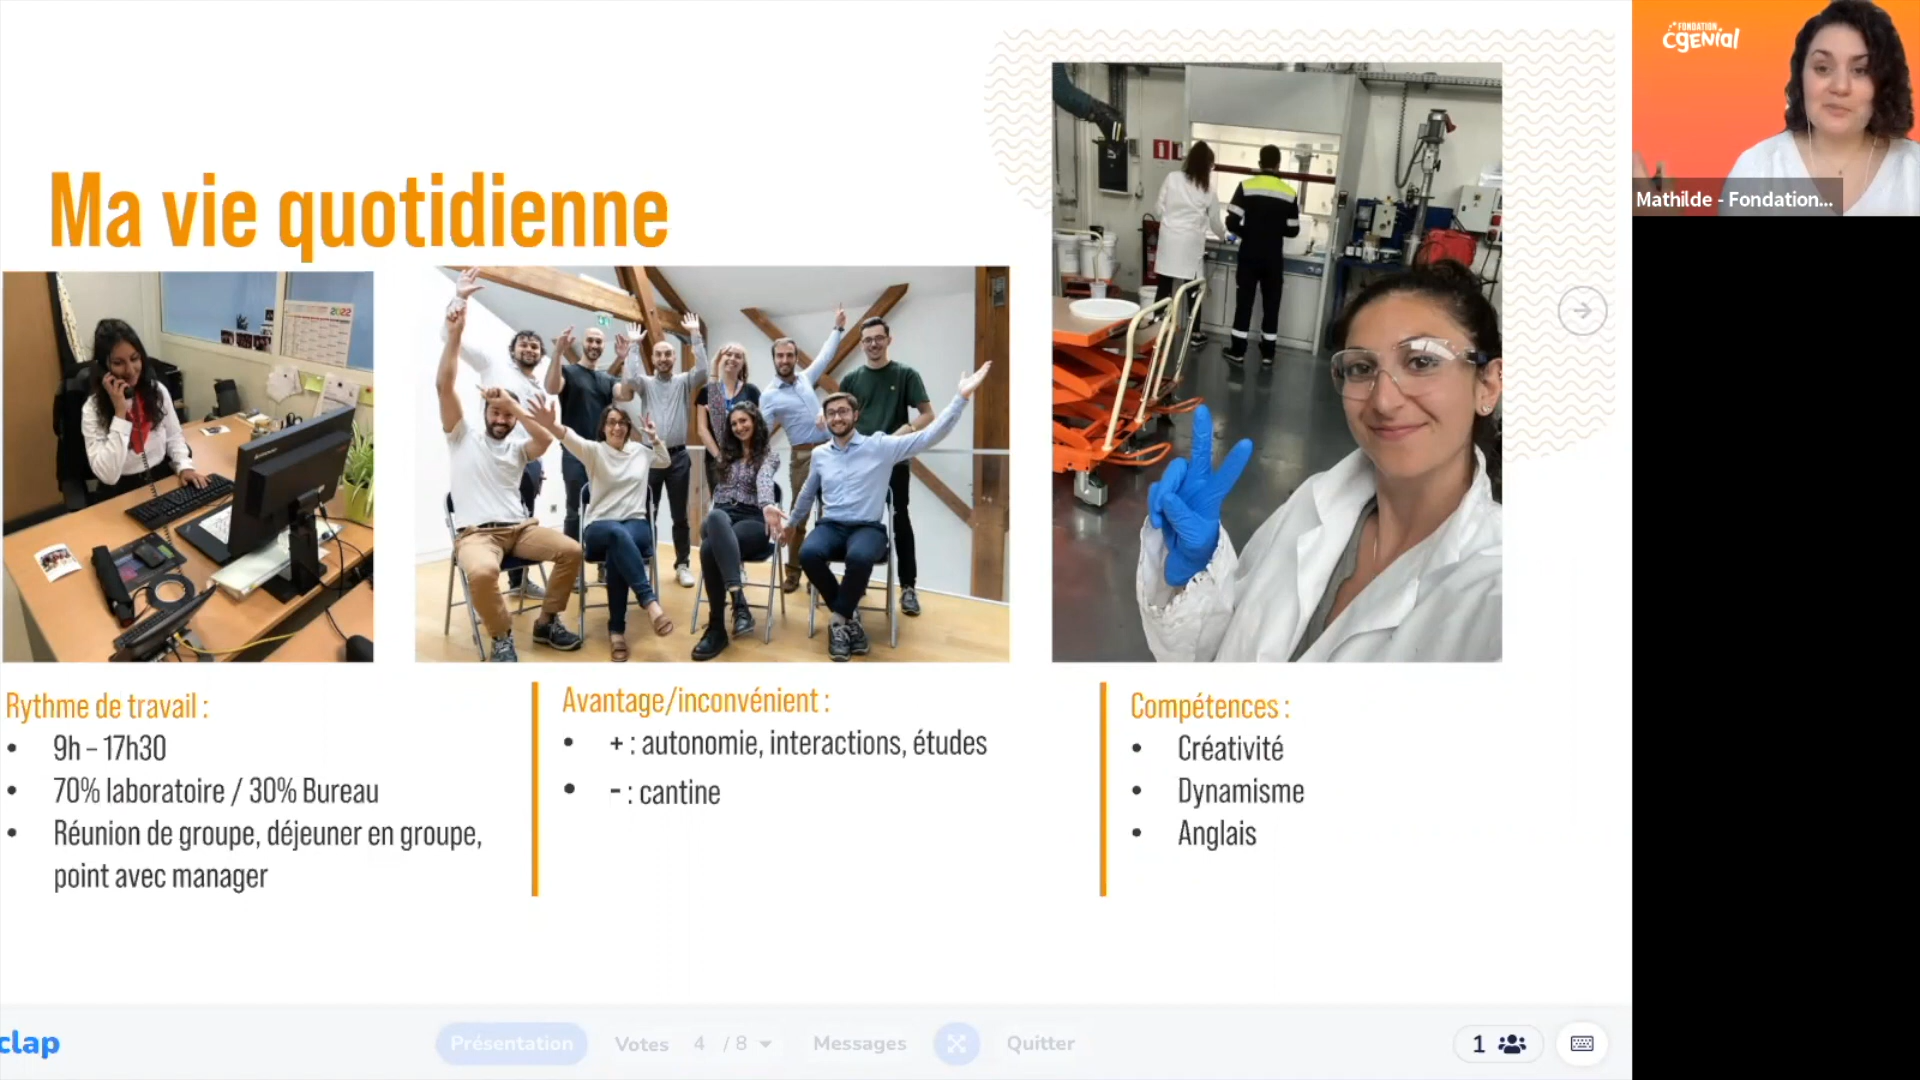 FONDATION
CGENIAL
Mathilde - Fondation...
Ma vie quotidienne
2022
Rythme de travail :
• 9h – 17h30
• 70% laboratoire / 30% Bureau
• Réunion de groupe, déjeuner en groupe,
point avec manager
Avantage/inconvénient :
• + : autonomie, interactions, études
• - : cantine
Compétences :
• Créativité
• Dynamisme
• Anglais
clap
Présentation
Votes 4 / 8
Messages
Quitter
1